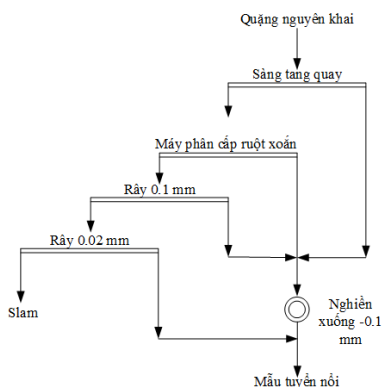 Quặng nguyên khai
Sàng tang quay
Máy phân cấp ruột xoắn
Rây 0.1 mm
Rây 0.02 mm
Slam
Nghiền
xuống -0.1
mm
Mẫu tuyển nổi